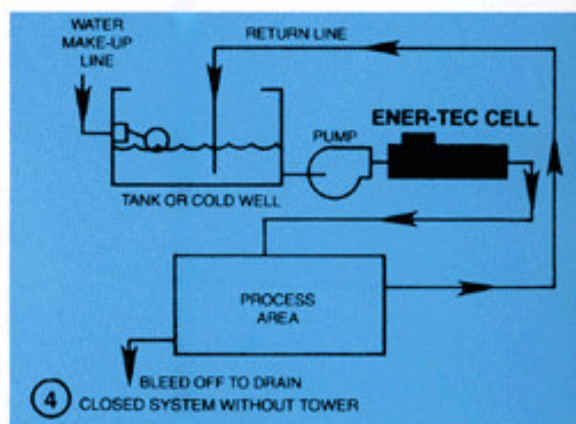 WATER
MAKE-UP
LINE
RETURN LINE
ENER-TEC CELL
PUMP
TANK OR COLD WELL
PROCESS
AREA
BLEED OFF TO DRAIN
4
CLOSED SYSTEM WITHOUT TOWER